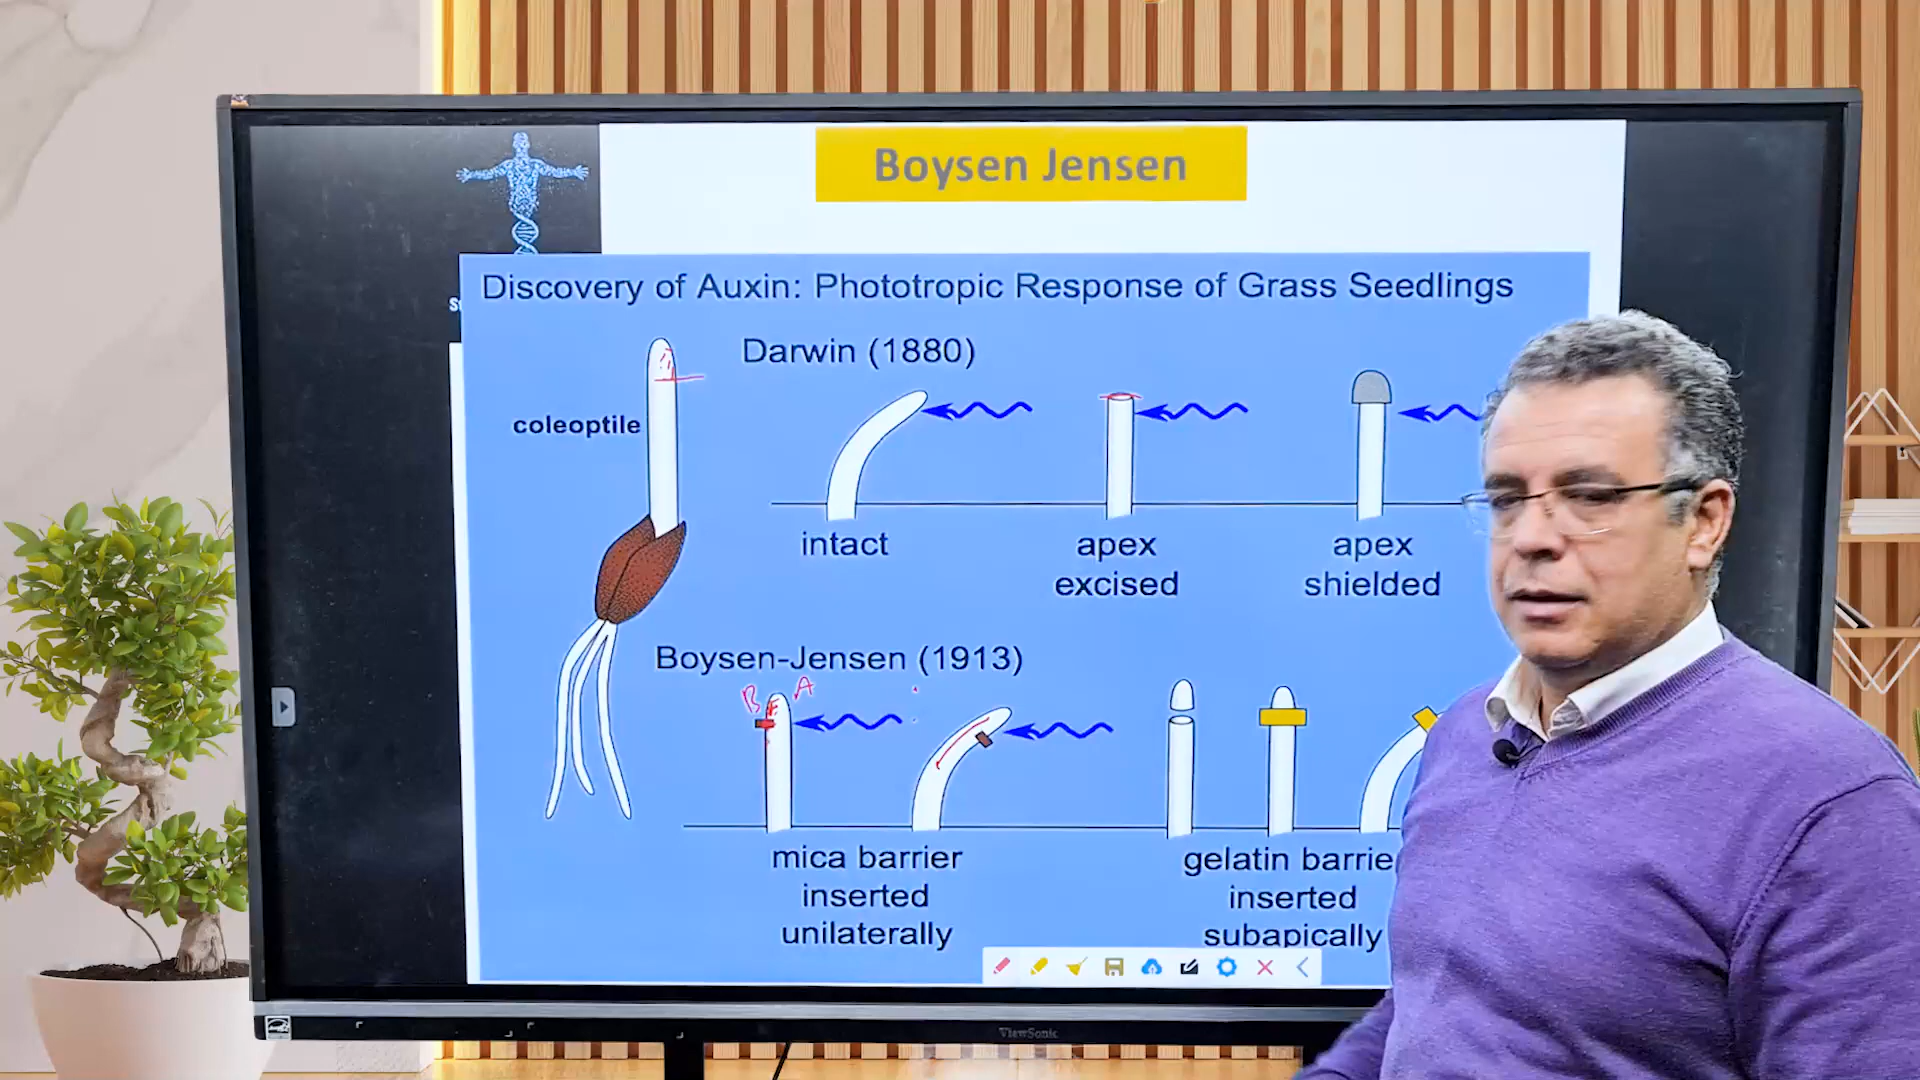 Boysen Jensen
Discovery of Auxin: Phototropic Response of Grass Seedlings
Darwin (1880)
coleoptile
intact
apex
excised
apex
shielded
Boysen-Jensen (1913)
B A
mica barrier
inserted
unilaterally
gelatin barrie
inserted
subapically
ViewSonic